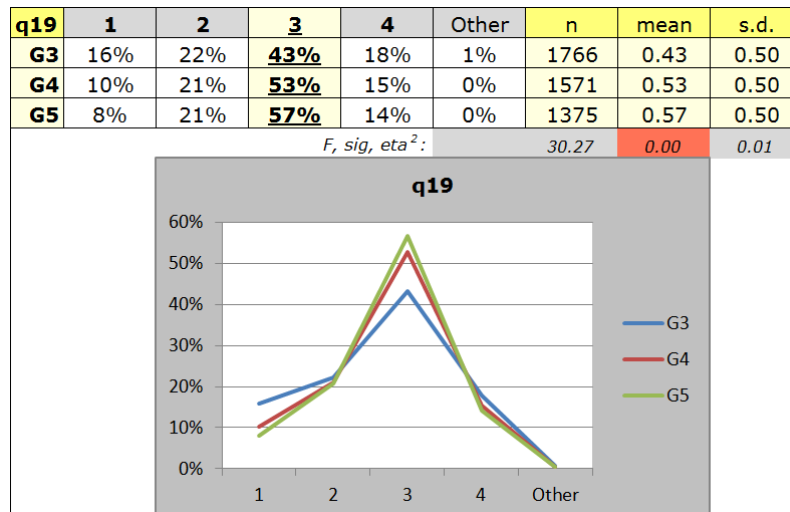 q19 1 2 3 4 Other n mean s.d.
G3 16% 22% 43% 18% 1% 1766 0.43 0.50
G4 10% 21% 53% 15% 0% 1571 0.53 0.50
G5 8% 21% 57% 14% 0% 1375 0.57 0.50
F, sig, eta²: 30.27 0.00 0.01
q19
60%
50%
40%
30%
20%
10%
0%
1 2 3 4 Other
G3
G4
G5